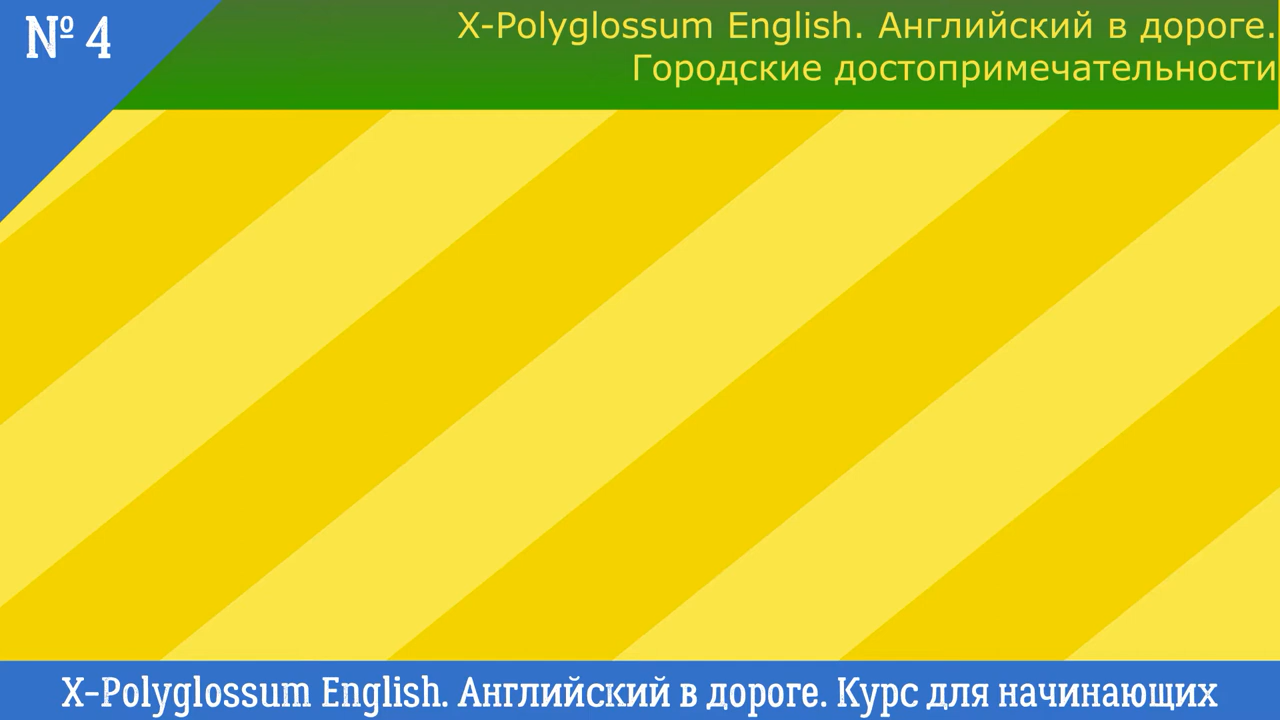 № 4
X-Polyglossum English. Английский в дороге.
Городские достопримечательности
X-Polyglossum English. Английский в дороге. Курс для начинающих